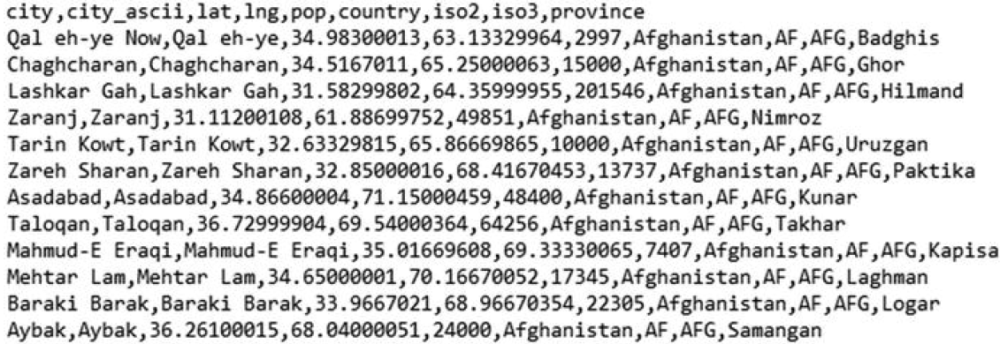 city,city_ascii,lat,lng,pop,country,iso2,iso3,province
Qal eh-ye Now,Qal eh-ye,34.98300013,63.13329964,2997,Afghanistan,AF,AFG,Badghis
Chaghcharan,Chaghcharan,34.5167011,65.25000063,15000,Afghanistan,AF,AFG,Ghor
Lashkar Gah,Lashkar Gah,31.58299802,64.35999955,201546,Afghanistan,AF,AFG,Hilmand
Zaranj,Zaranj,31.11200108,61.88699752,49851,Afghanistan,AF,AFG,Nimroz
Tarin Kowt,Tarin Kowt,32.63329815,65.86669865,10000,Afghanistan,AF,AFG,Uruzgan
Zareh Sharan,Zareh Sharan,32.85000016,68.41670453,13737,Afghanistan,AF,AFG,Paktika
Asadabad,Asadabad,34.86600004,71.15000459,48400,Afghanistan,AF,AFG,Kunar
Taloqan,Taloqan,36.72999904,69.54000364,64256,Afghanistan,AF,AFG,Takhar
Mahmud-E Eraqi,Mahmud-E Eraqi,35.01669608,69.33330065,7407,Afghanistan,AF,AFG,Kapisa
Mehtar Lam,Mehtar Lam,34.65000001,70.16670052,17345,Afghanistan,AF,AFG,Laghman
Baraki Barak,Baraki Barak,33.9667021,68.96670354,22305,Afghanistan,AF,AFG,Logar
Aybak,Aybak,36.26100015,68.04000051,24000,Afghanistan,AF,AFG,Samangan